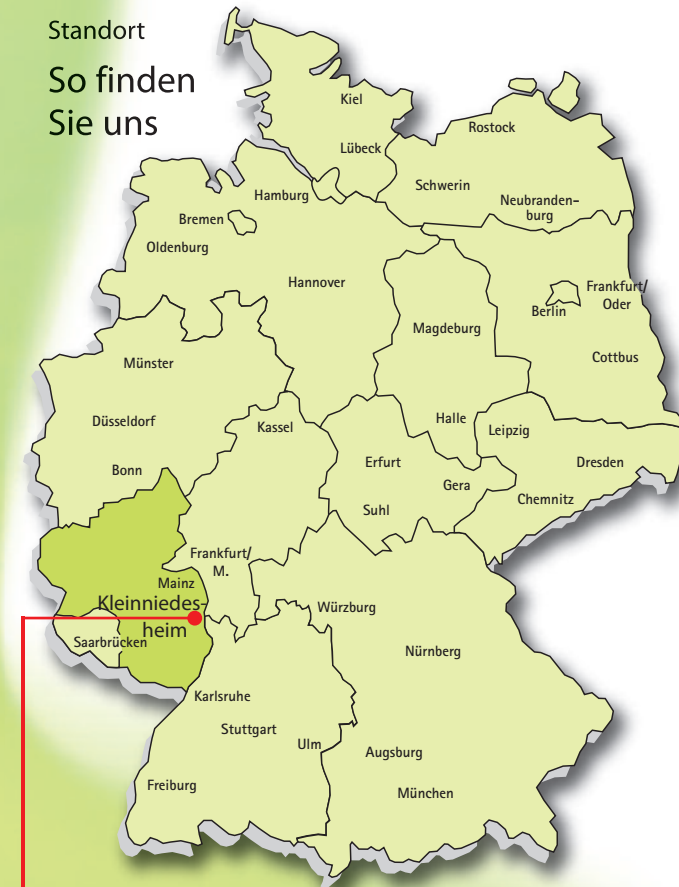 Standort
So finden
Sie uns
Kiel
Rostock
Lübeck
Schwerin
Hamburg
Neubranden-
burg
Bremen
Oldenburg
Hannover
Frankfurt/
Oder
Berlin
Magdeburg
Münster
Cottbus
Düsseldorf
Kassel
Halle
Leipzig
Bonn
Erfurt
Dresden
Gera
Chemnitz
Suhl
Frankfurt/
M.
Mainz
Kleinniedes-
heim
Würzburg
Saarbrücken
Nürnberg
Karlsruhe
Stuttgart
Ulm
Augsburg
Freiburg
München